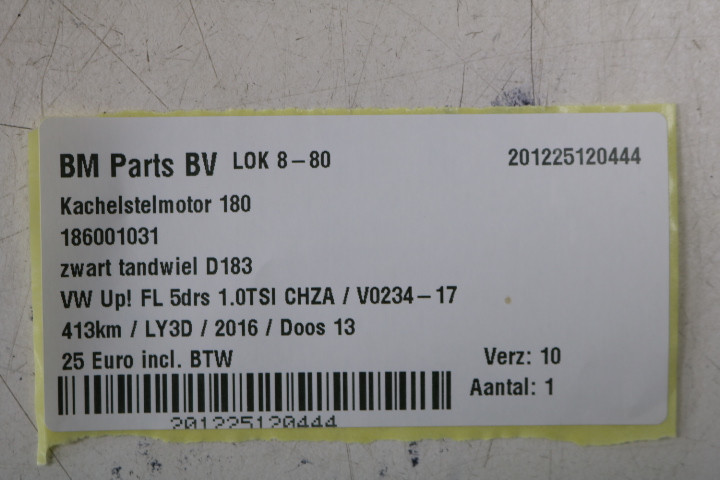 BM Parts BV LOK 8-80 201225120444
Kachelstelmotor 180
186001031
zwart tandwiel D183
VW Up! FL 5drs 1.0TSI CHZA / V0234-17
413km / LY3D / 2016 / Doos 13
25 Euro incl. BTW Verz: 10
Aantal: 1
201225120444